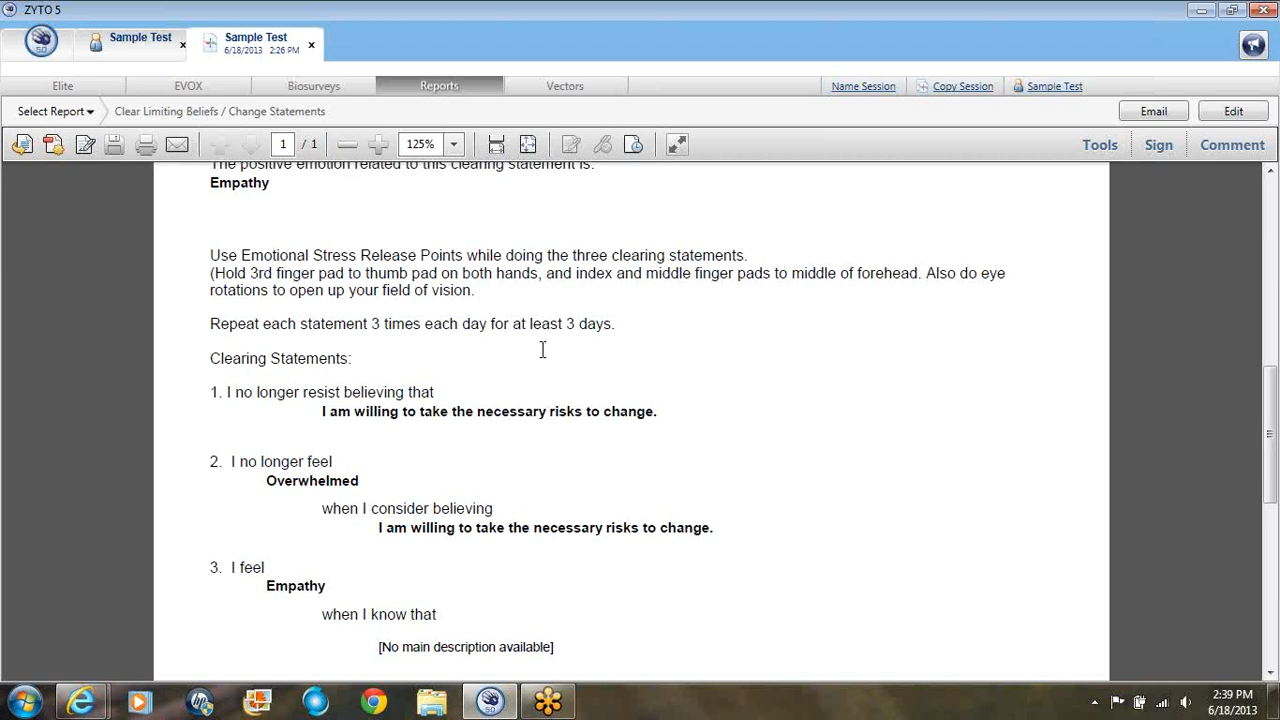 ZYTO 5
Sample Test
x
Sample Test
6/18/2013 2:26 PM
x
Elite
EVOX
Biosurveys
Reports
Vectors
Name Session
Copy Session
Sample Test
Select Report
Clear Limiting Beliefs / Change Statements
Email
Edit
1 / 1
125%
Tools
Sign
Comment
The positive emotion related to this clearing statement is:
Empathy
Use Emotional Stress Release Points while doing the three clearing statements.
(Hold 3rd finger pad to thumb pad on both hands, and index and middle finger pads to middle of forehead. Also do eye
rotations to open up your field of vision.
Repeat each statement 3 times each day for at least 3 days.
Clearing Statements:
1. I no longer resist believing that
I am willing to take the necessary risks to change.
2. I no longer feel
Overwhelmed
when I consider believing
I am willing to take the necessary risks to change.
3. I feel
Empathy
when I know that
[No main description available]
2:39 PM
6/18/2013